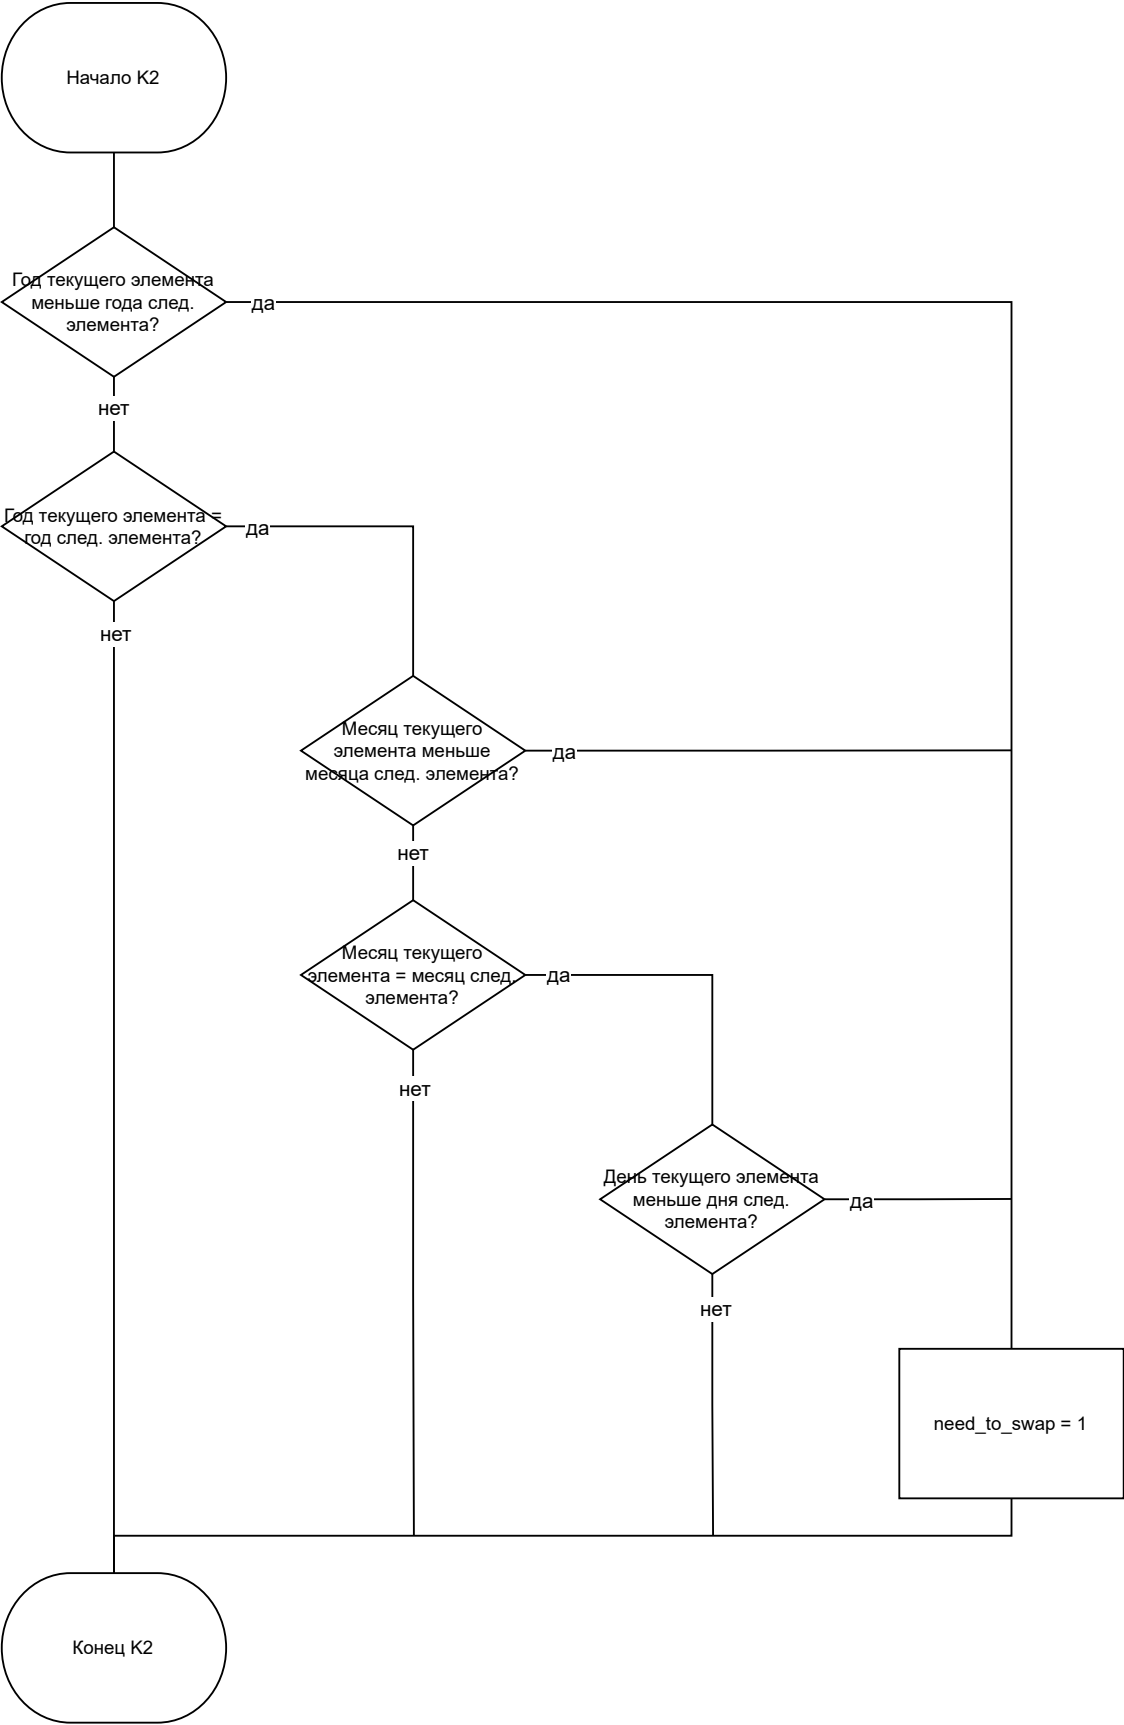 Начало K2
Год текущего элемента
меньше года след.
элемента?
да
нет
Год текущего элемента =
год след. элемента?
да
нет
Месяц текущего
элемента меньше
месяца след. элемента?
да
нет
Месяц текущего
элемента = месяц след.
элемента?
да
нет
День текущего элемента
меньше дня след.
элемента?
да
нет
need_to_swap = 1
Конец K2